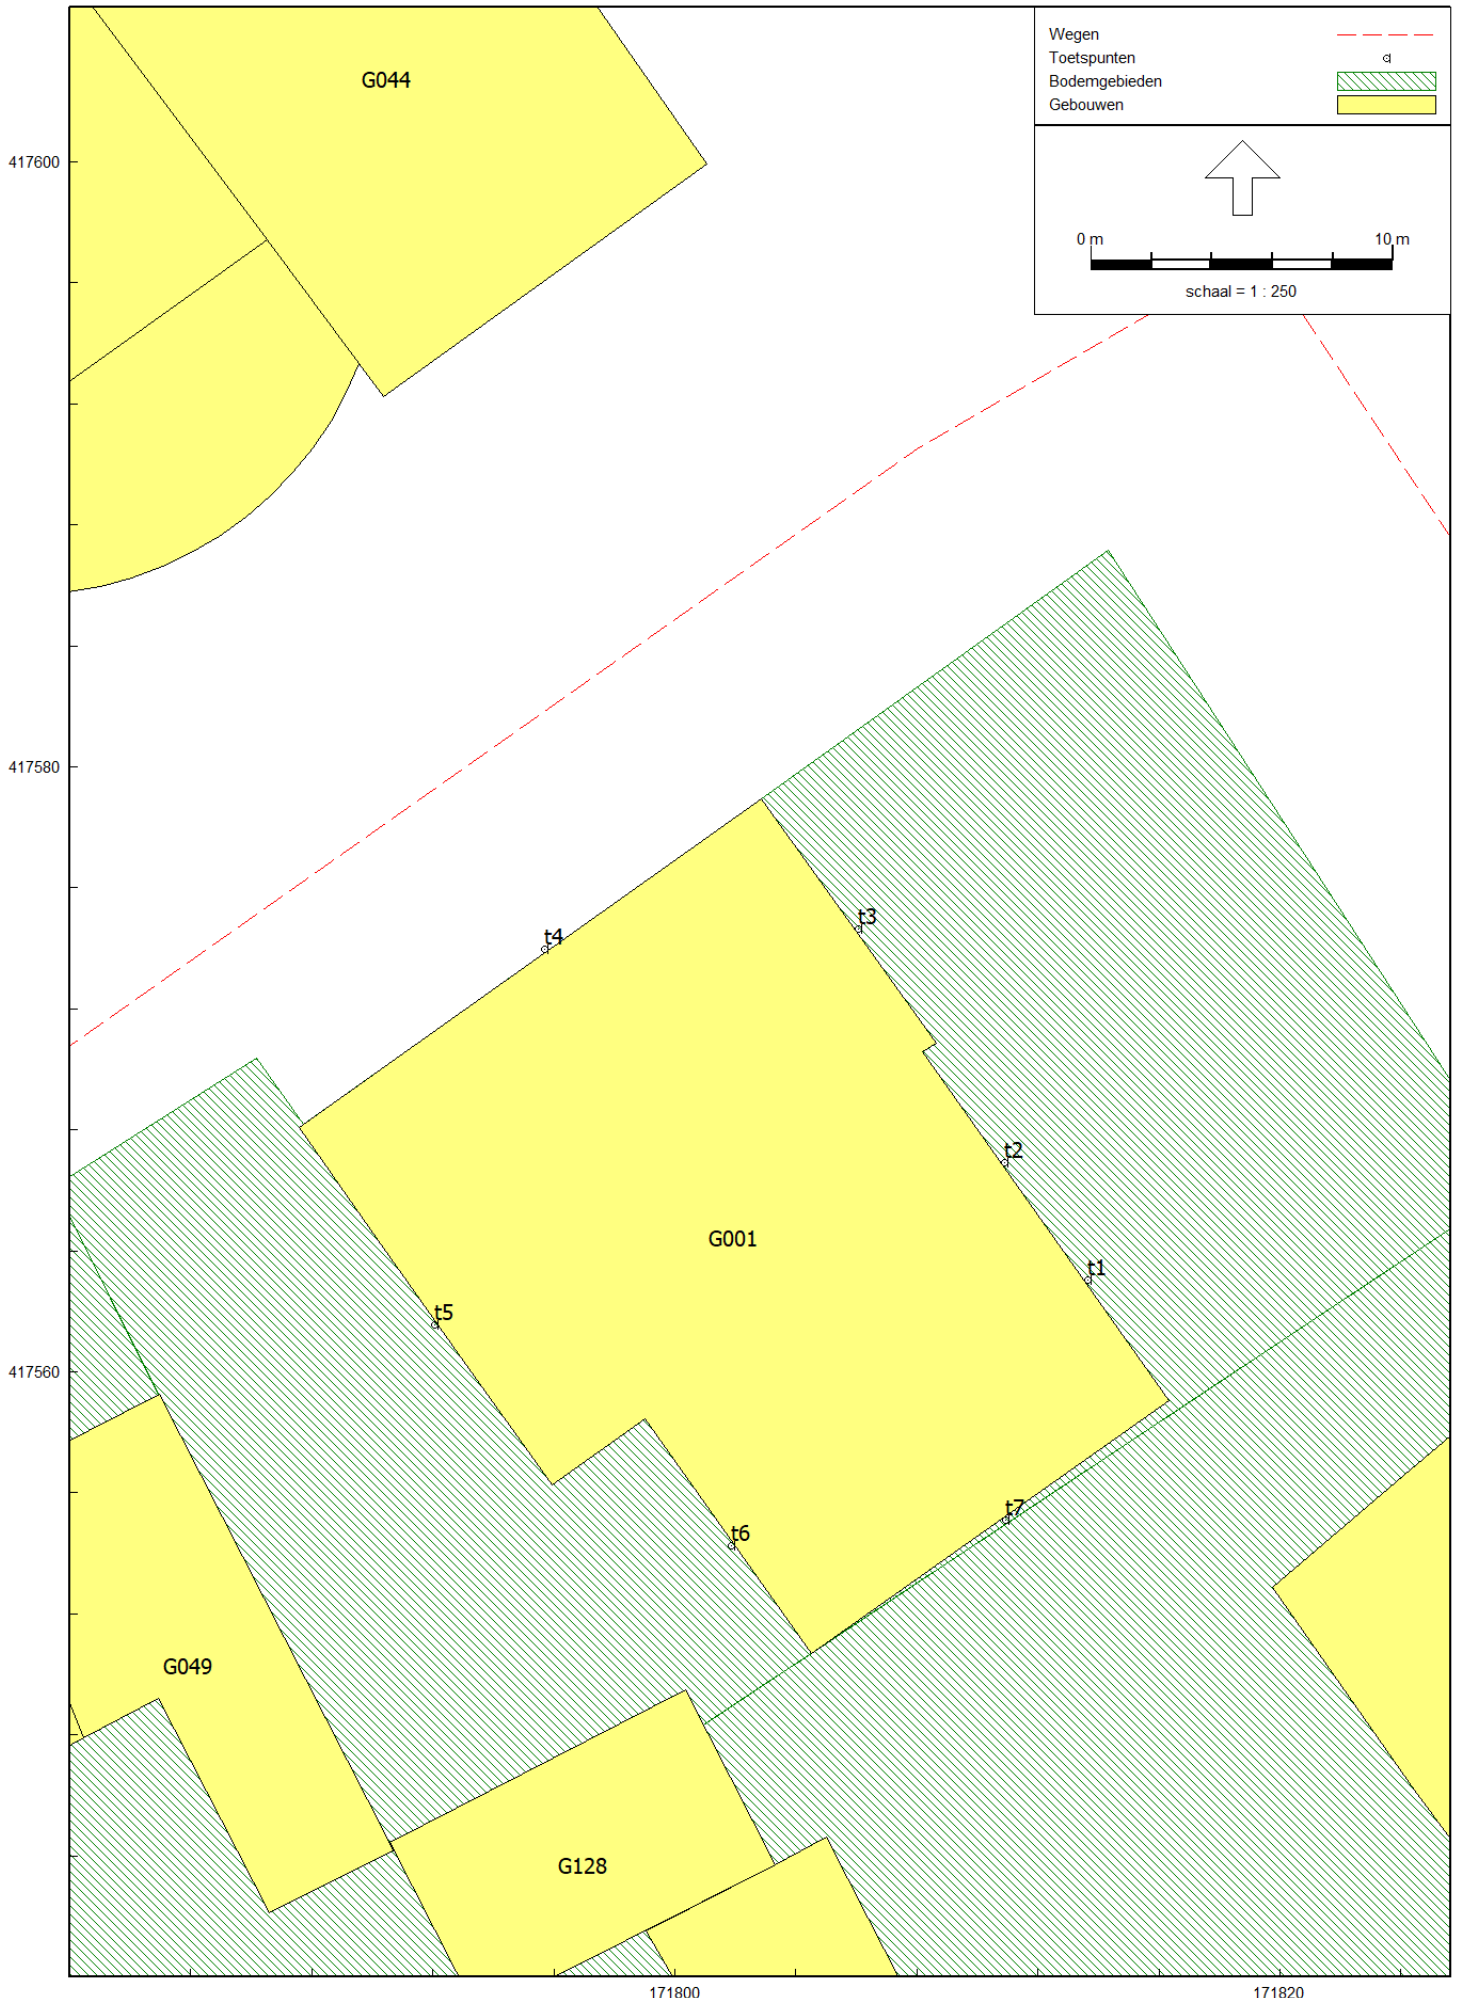 G044
Wegen
Toetspunten
Bodemgebieden
Gebouwen
417600
0 m
10 m
schaal = 1 : 250
417580
t3
t4
t2
G001
t1
t5
417560
t7
t6
G049
G128
171800
171820